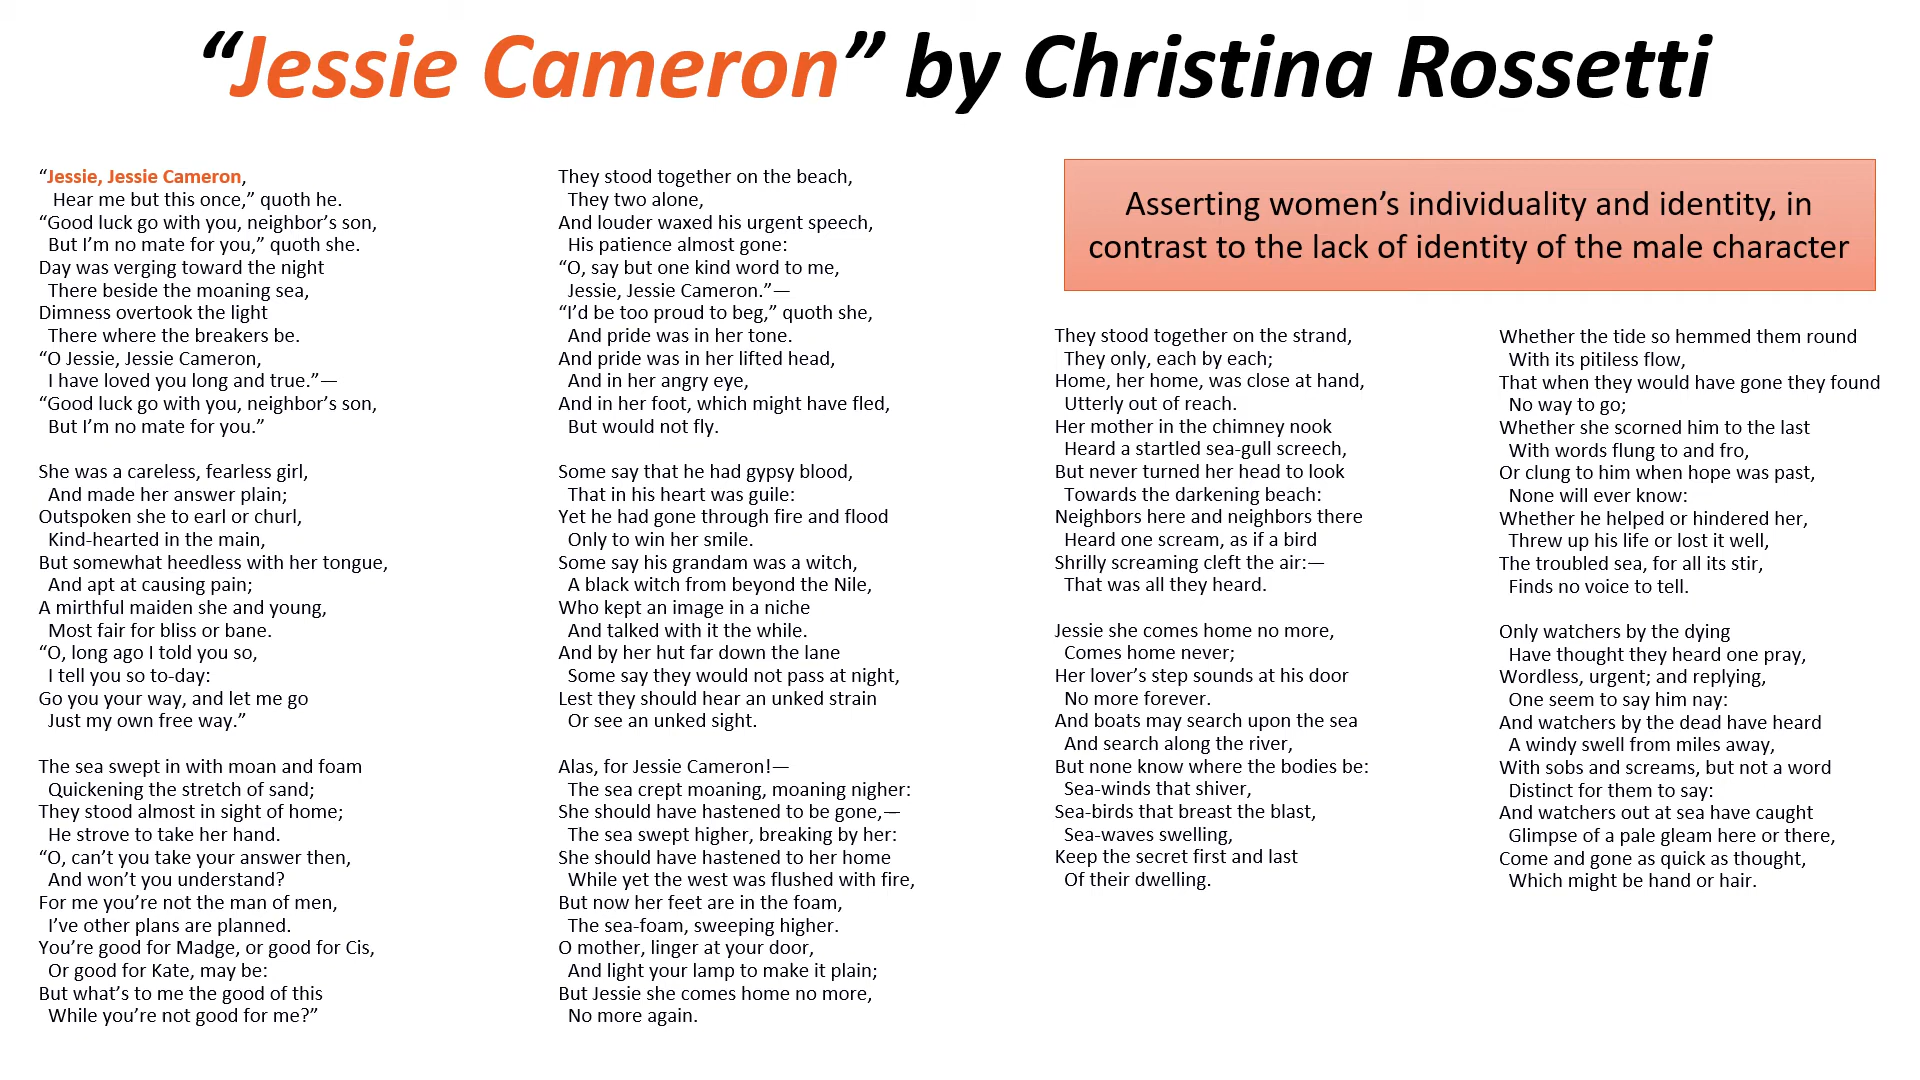 “Jessie Cameron” by Christina Rossetti
“Jessie, Jessie Cameron,
Hear me but this once,” quoth he.
“Good luck go with you, neighbor’s son,
But I’m no mate for you,” quoth she.
Day was verging toward the night
There beside the moaning sea,
Dimness overtook the light
There where the breakers be.
“O Jessie, Jessie Cameron,
I have loved you long and true.”—
“Good luck go with you, neighbor’s son,
But I’m no mate for you.”
She was a careless, fearless girl,
And made her answer plain;
Outspoken she to earl or churl,
Kind-hearted in the main,
But somewhat heedless with her tongue,
And apt at causing pain;
A mirthful maiden she and young,
Most fair for bliss or bane.
“O, long ago I told you so,
I tell you so to-day:
Go you your way, and let me go
Just my own free way.”
The sea swept in with moan and foam
Quickening the stretch of sand;
They stood almost in sight of home;
He strove to take her hand.
“O, can’t you take your answer then,
And won’t you understand?
For me you’re not the man of men,
I’ve other plans are planned.
You’re good for Madge, or good for Cis,
Or good for Kate, may be:
But what’s to me the good of this
While you’re not good for me?”
They stood together on the beach,
They two alone,
And louder waxed his urgent speech,
His patience almost gone:
“O, say but one kind word to me,
Jessie, Jessie Cameron.”—
“I’d be too proud to beg,” quoth she,
And pride was in her tone.
And pride was in her lifted head,
And in her angry eye,
And in her foot, which might have fled,
But would not fly.
Some say that he had gypsy blood,
That in his heart was guile:
Yet he had gone through fire and flood
Only to win her smile.
Some say his grandam was a witch,
A black witch from beyond the Nile,
Who kept an image in a niche
And talked with it the while.
And by her hut far down the lane
Some say they would not pass at night,
Lest they should hear an unked strain
Or see an unked sight.
Alas, for Jessie Cameron!—
The sea crept moaning, moaning nigher:
She should have hastened to be gone,—
The sea swept higher, breaking by her:
She should have hastened to her home
While yet the west was flushed with fire,
But now her feet are in the foam,
The sea-foam, sweeping higher.
O mother, linger at your door,
And light your lamp to make it plain;
But Jessie she comes home no more,
No more again.
Asserting women’s individuality and identity, in
contrast to the lack of identity of the male character
They stood together on the strand,
They only, each by each;
Home, her home, was close at hand,
Utterly out of reach.
Her mother in the chimney nook
Heard a startled sea-gull screech,
But never turned her head to look
Towards the darkening beach:
Neighbors here and neighbors there
Heard one scream, as if a bird
Shrilly screaming cleft the air:—
That was all they heard.
Jessie she comes home no more,
Comes home never;
Her lover’s step sounds at his door
No more forever.
And boats may search upon the sea
And search along the river,
But none know where the bodies be:
Sea-winds that shiver,
Sea-birds that breast the blast,
Sea-waves swelling,
Keep the secret first and last
Of their dwelling.
Whether the tide so hemmed them round
With its pitiless flow,
That when they would have gone they found
No way to go;
Whether she scorned him to the last
With words flung to and fro,
Or clung to him when hope was past,
None will ever know:
Whether he helped or hindered her,
Threw up his life or lost it well,
The troubled sea, for all its stir,
Finds no voice to tell.
Only watchers by the dying
Have thought they heard one pray,
Wordless, urgent; and replying,
One seem to say him nay:
And watchers by the dead have heard
A windy swell from miles away,
With sobs and screams, but not a word
Distinct for them to say:
And watchers out at sea have caught
Glimpse of a pale gleam here or there,
Come and gone as quick as thought,
Which might be hand or hair.